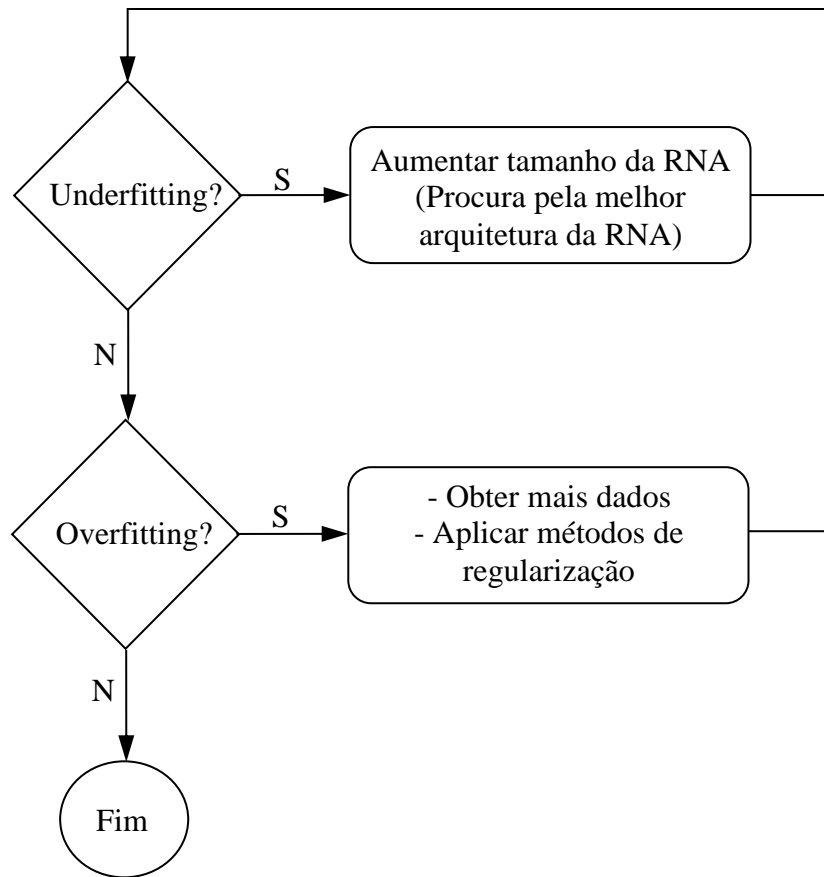 Underfitting?
S
Aumentar tamanho da RNA
(Procura pela melhor
arquitetura da RNA)
N
Overfitting?
S
- Obter mais dados
- Aplicar métodos de
regularização
N
Fim